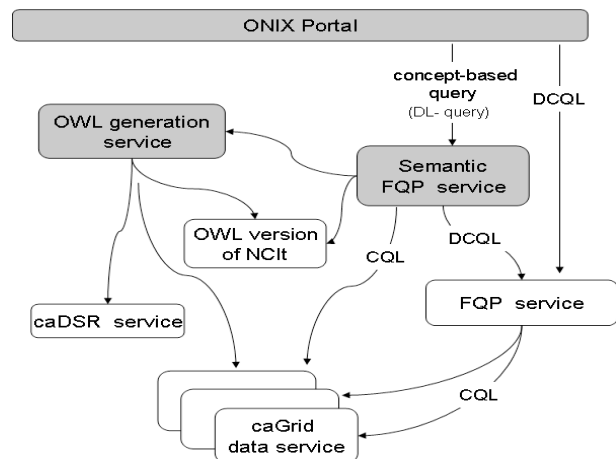 ONIX Portal
concept-based
query
(DL- query)
DCQL
OWL generation
service
Semantic
FQP service
OWL version
of NCIt
CQL
DCQL
caDSR service
FQP service
CQL
caGrid
data service